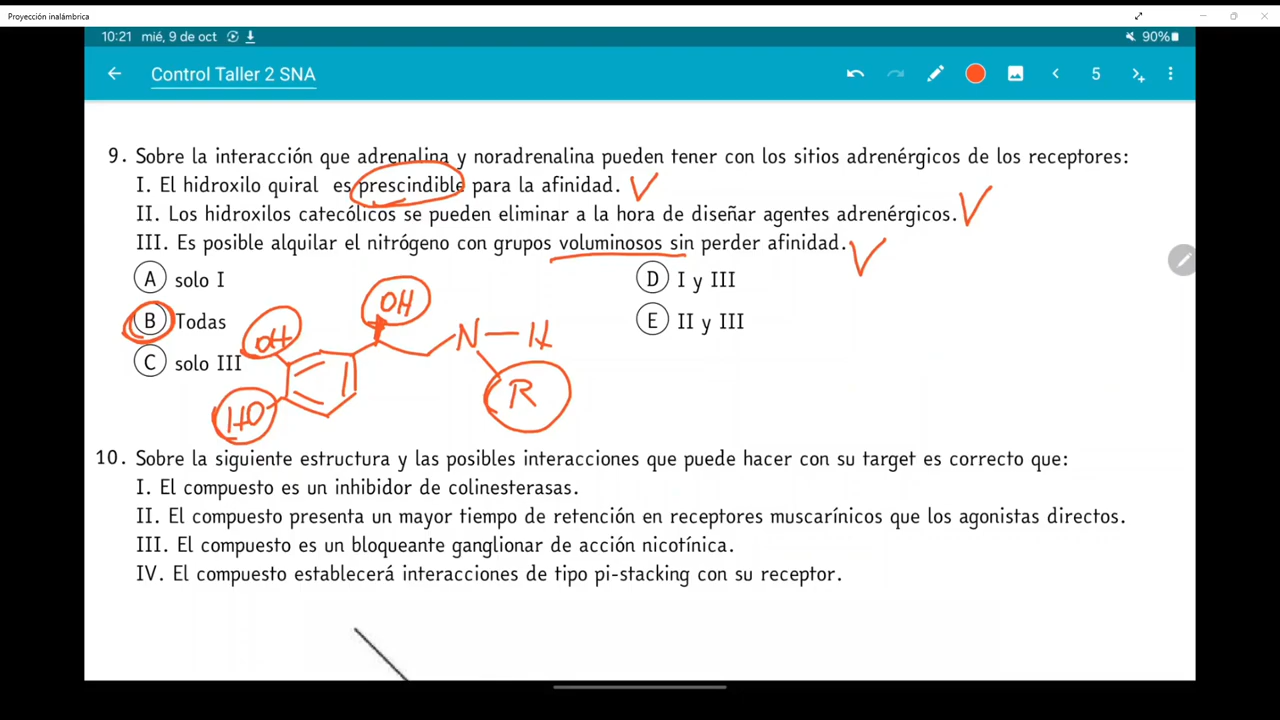 Proyección inalámbrica
10:21 mié, 9 de oct 90%
Control Taller 2 SNA 5
9. Sobre la interacción que adrenalina y noradrenalina pueden tener con los sitios adrenérgicos de los receptores:
I. El hidroxilo quiral es prescindible para la afinidad. V
II. Los hidroxilos catecólicos se pueden eliminar a la hora de diseñar agentes adrenérgicos. V
III. Es posible alquilar el nitrógeno con grupos voluminosos sin perder afinidad. V
A solo I D I y III
OH
B Todas E II y III
OH N — H
C solo III
HO R
10. Sobre la siguiente estructura y las posibles interacciones que puede hacer con su target es correcto que:
I. El compuesto es un inhibidor de colinesterasas.
II. El compuesto presenta un mayor tiempo de retención en receptores muscarínicos que los agonistas directos.
III. El compuesto es un bloqueante ganglionar de acción nicotínica.
IV. El compuesto establecerá interacciones de tipo pi-stacking con su receptor.